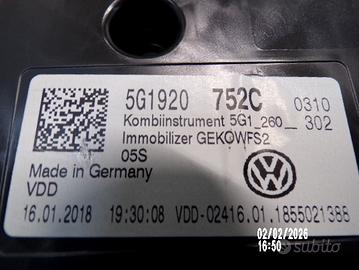 5G1920 752C 0310
Kombiinstrument 5G1_260__ 302
Immobilizer GEKOWFS2
05S
Made in Germany
VDD
16.01.2018 19:30:08 VDD-02416.01.1855021388
02/02/2026
16:50
subito